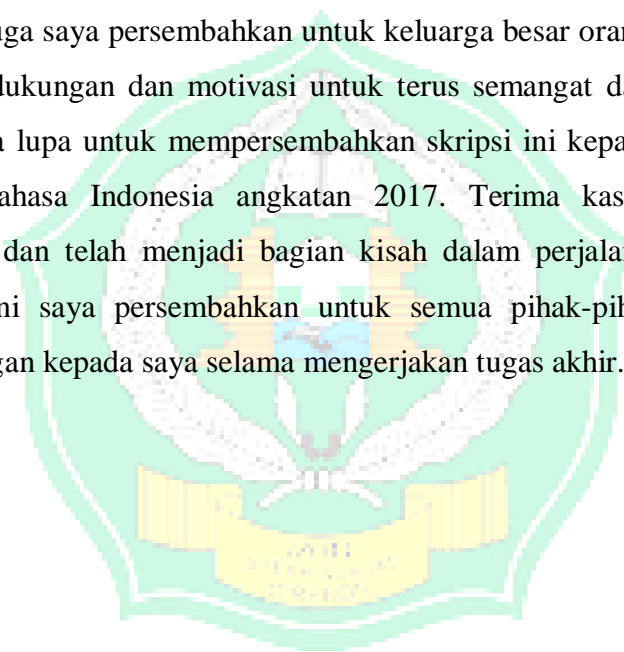 uga saya persembahkan untuk keluarga besar oran
dukungan dan motivasi untuk terus semangat da
a lupa untuk mempersembahkan skripsi ini kepa
ahasa Indonesia angkatan 2017. Terima kas
dan telah menjadi bagian kisah dalam perjalan
ni saya persembahkan untuk semua pihak-pih
gan kepada saya selama mengerjakan tugas akhir.